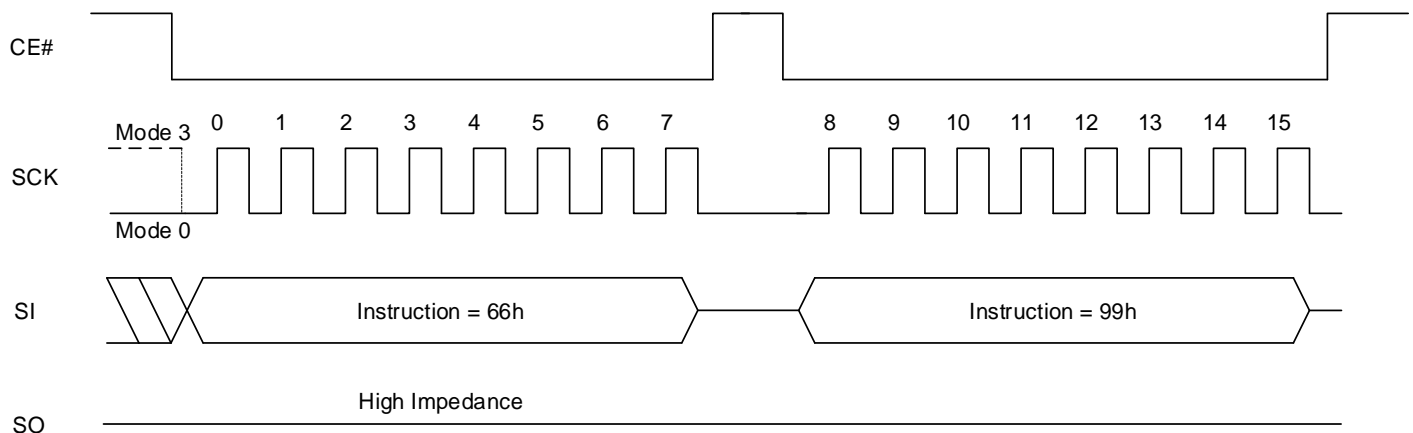 CE#
0 1 2 3 4 5 6 7 8 9 10 11 12 13 14 15
Mode 3
SCK
Mode 0
SI
Instruction = 66h
Instruction = 99h
High Impedance
SO